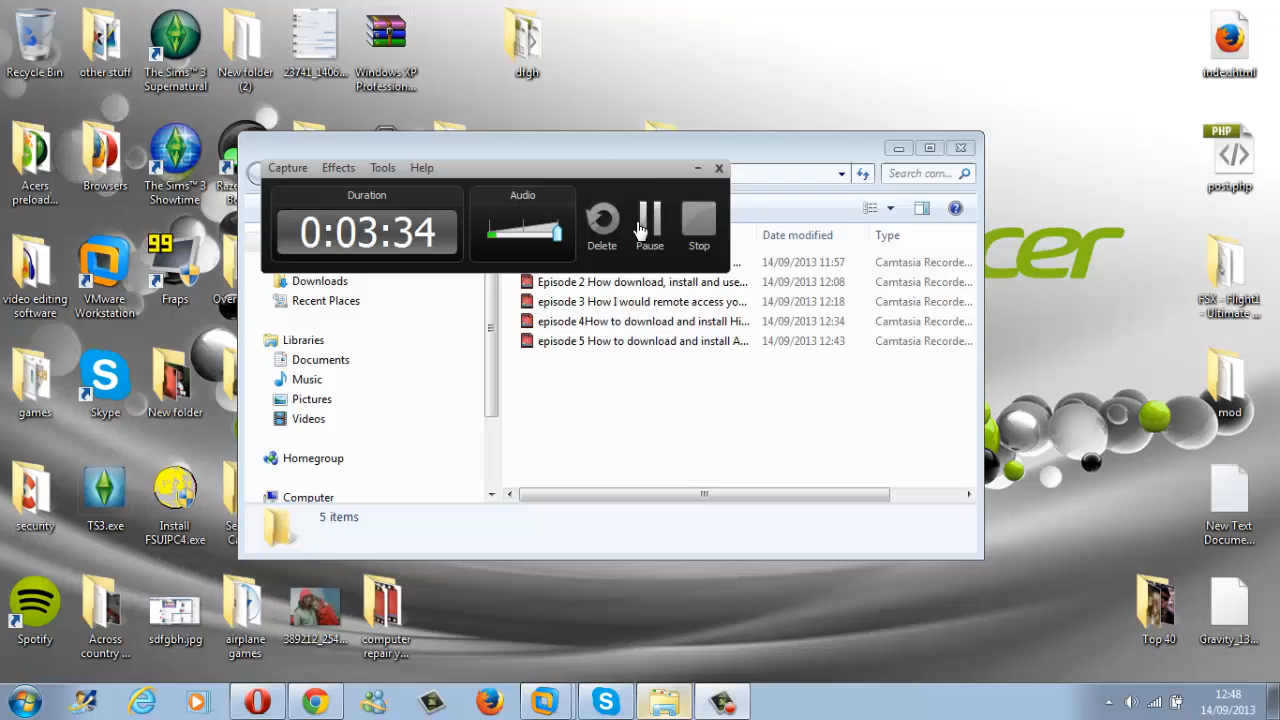 Recycle Bin
other stuff
The Sims™ 3
Supernatural
New folder
(2)
23741_1406...
Windows XP
Profession...
dfgh
index.html
Acers
preload...
Browsers
The Sims™ 3
Showtime
PHP
post.php
Capture Effects Tools Help
Duration
0:03:34
Audio
Delete
Pause
Stop
Search com...
Date modified
Type
14/09/2013 11:57
Camtasia Recorde...
Downloads
Episode 2 How download, install and use...
14/09/2013 12:08
Camtasia Recorde...
Recent Places
episode 3 How I would remote access yo...
14/09/2013 12:18
Camtasia Recorde...
episode 4How to download and install Hi...
14/09/2013 12:34
Camtasia Recorde...
Libraries
episode 5 How to download and install A...
14/09/2013 12:43
Camtasia Recorde...
Documents
Music
Pictures
Videos
Homegroup
Computer
5 items
cer
video editing
software
VMware
Workstation
99
Fraps
FSX - Flight1
- Ultimate ...
games
Skype
New folder
mod
security
TS3.exe
Install
FSUIPC4.exe
New Text
Docume...
Spotify
Across
country ...
sdfgbh.jpg
airplane
games
389212_254...
computer
repair y...
Top 40
Gravity_13...
12:48
14/09/2013